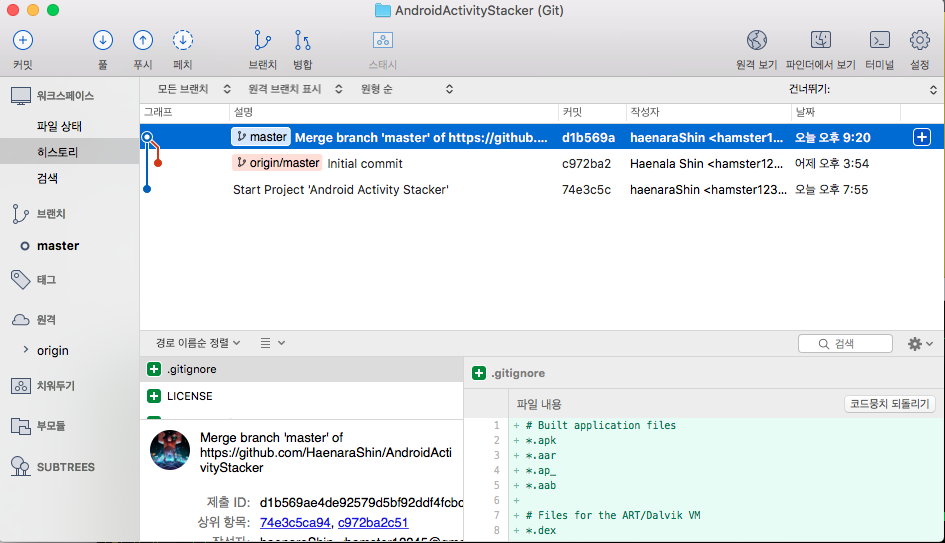 AndroidActivityStacker (Git)
커밋 풀 푸시 페치 브랜치 병합 스태시 원격 보기 파인더에서 보기 터미널 설정
워크스페이스
파일 상태
히스토리
검색
브랜치
master
태그
원격
origin
치워두기
부모듈
SUBTREES
모든 브랜치 원격 브랜치 표시 원형 순 건너뛰기:
그래프 설명 커밋 작성자 날짜
master Merge branch 'master' of https://github.... d1b569a haenaraShin <hamster1... 오늘 오후 9:20
origin/master Initial commit c972ba2 Haenala Shin <hamster12... 어제 오후 3:54
Start Project 'Android Activity Stacker' 74e3c5c haenaraShin <hamster123... 오늘 오후 7:55
경로 이름순 정렬 검색
.gitignore
LICENSE
Merge branch 'master' of
https://github.com/HaenaraShin/AndroidActi
vityStacker
제출 ID: d1b569ae4de92579d5bf92ddf4fcbc
상위 항목: 74e3c5ca94, c972ba2c51
.gitignore
파일 내용 코드뭉치 되돌리기
1 + # Built application files
2 + *.apk
3 + *.aar
4 + *.ap_
5 + *.aab
6 +
7 + # Files for the ART/Dalvik VM
8 + *.dex